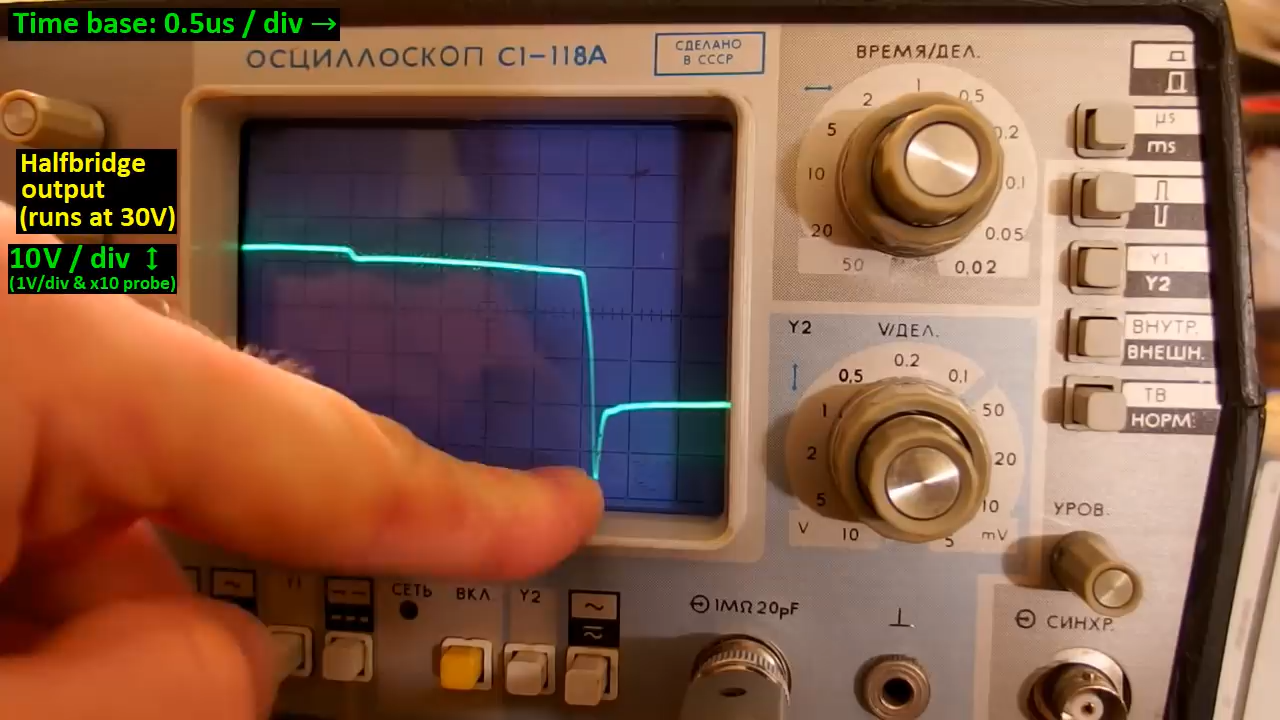 Time base: 0.5us / div →
ОСЦИЛЛОСКОП С1-118А
СДЕЛАНО
В СССР
ВРЕМЯ/ДЕЛ.
1
2
0.5
5
0.2
10
0.1
20
0.05
50
0,02
µs
ms
Halfbridge
output
(runs at 30V)
10V / div ↕
(1V/div & x10 probe)
Y1
Y2
ВНУТР.
ВНЕШН.
ТВ
НОРМ.
Y2
V/ДЕЛ.
0.2
0,5
0.1
1
50
2
20
5
10
V
10
5
mV
УРОВ.
СЕТЬ
ВКЛ.
Y2
~
1MΩ 20pF
⊥
СИНХР.